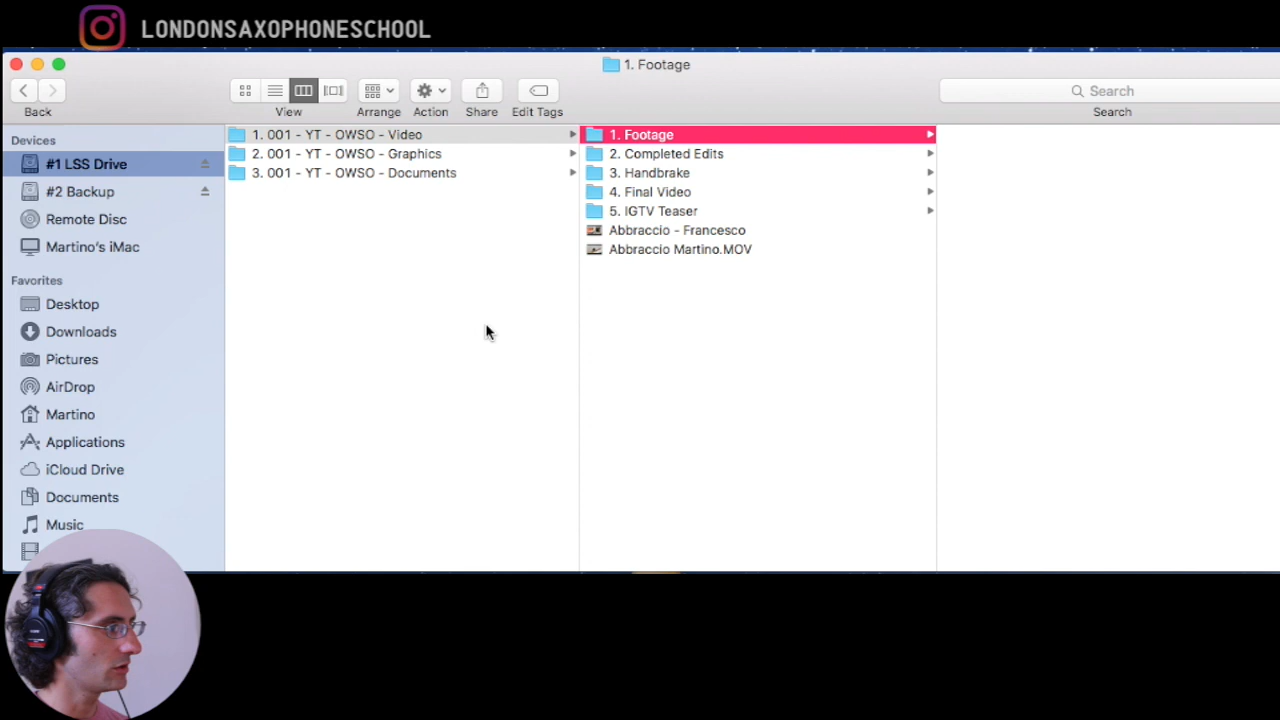 LONDONSAXOPHONESCHOOL
1. Footage
Back
View
Arrange
Action
Share
Edit Tags
Search
Search
Devices
#1 LSS Drive
#2 Backup
Remote Disc
Martino's iMac
Favorites
Desktop
Downloads
Pictures
AirDrop
Martino
Applications
iCloud Drive
Documents
Music
1. 001 - YT - OWSO - Video
2. 001 - YT - OWSO - Graphics
3. 001 - YT - OWSO - Documents
1. Footage
2. Completed Edits
3. Handbrake
4. Final Video
5. IGTV Teaser
Abbraccio - Francesco
Abbraccio Martino.MOV